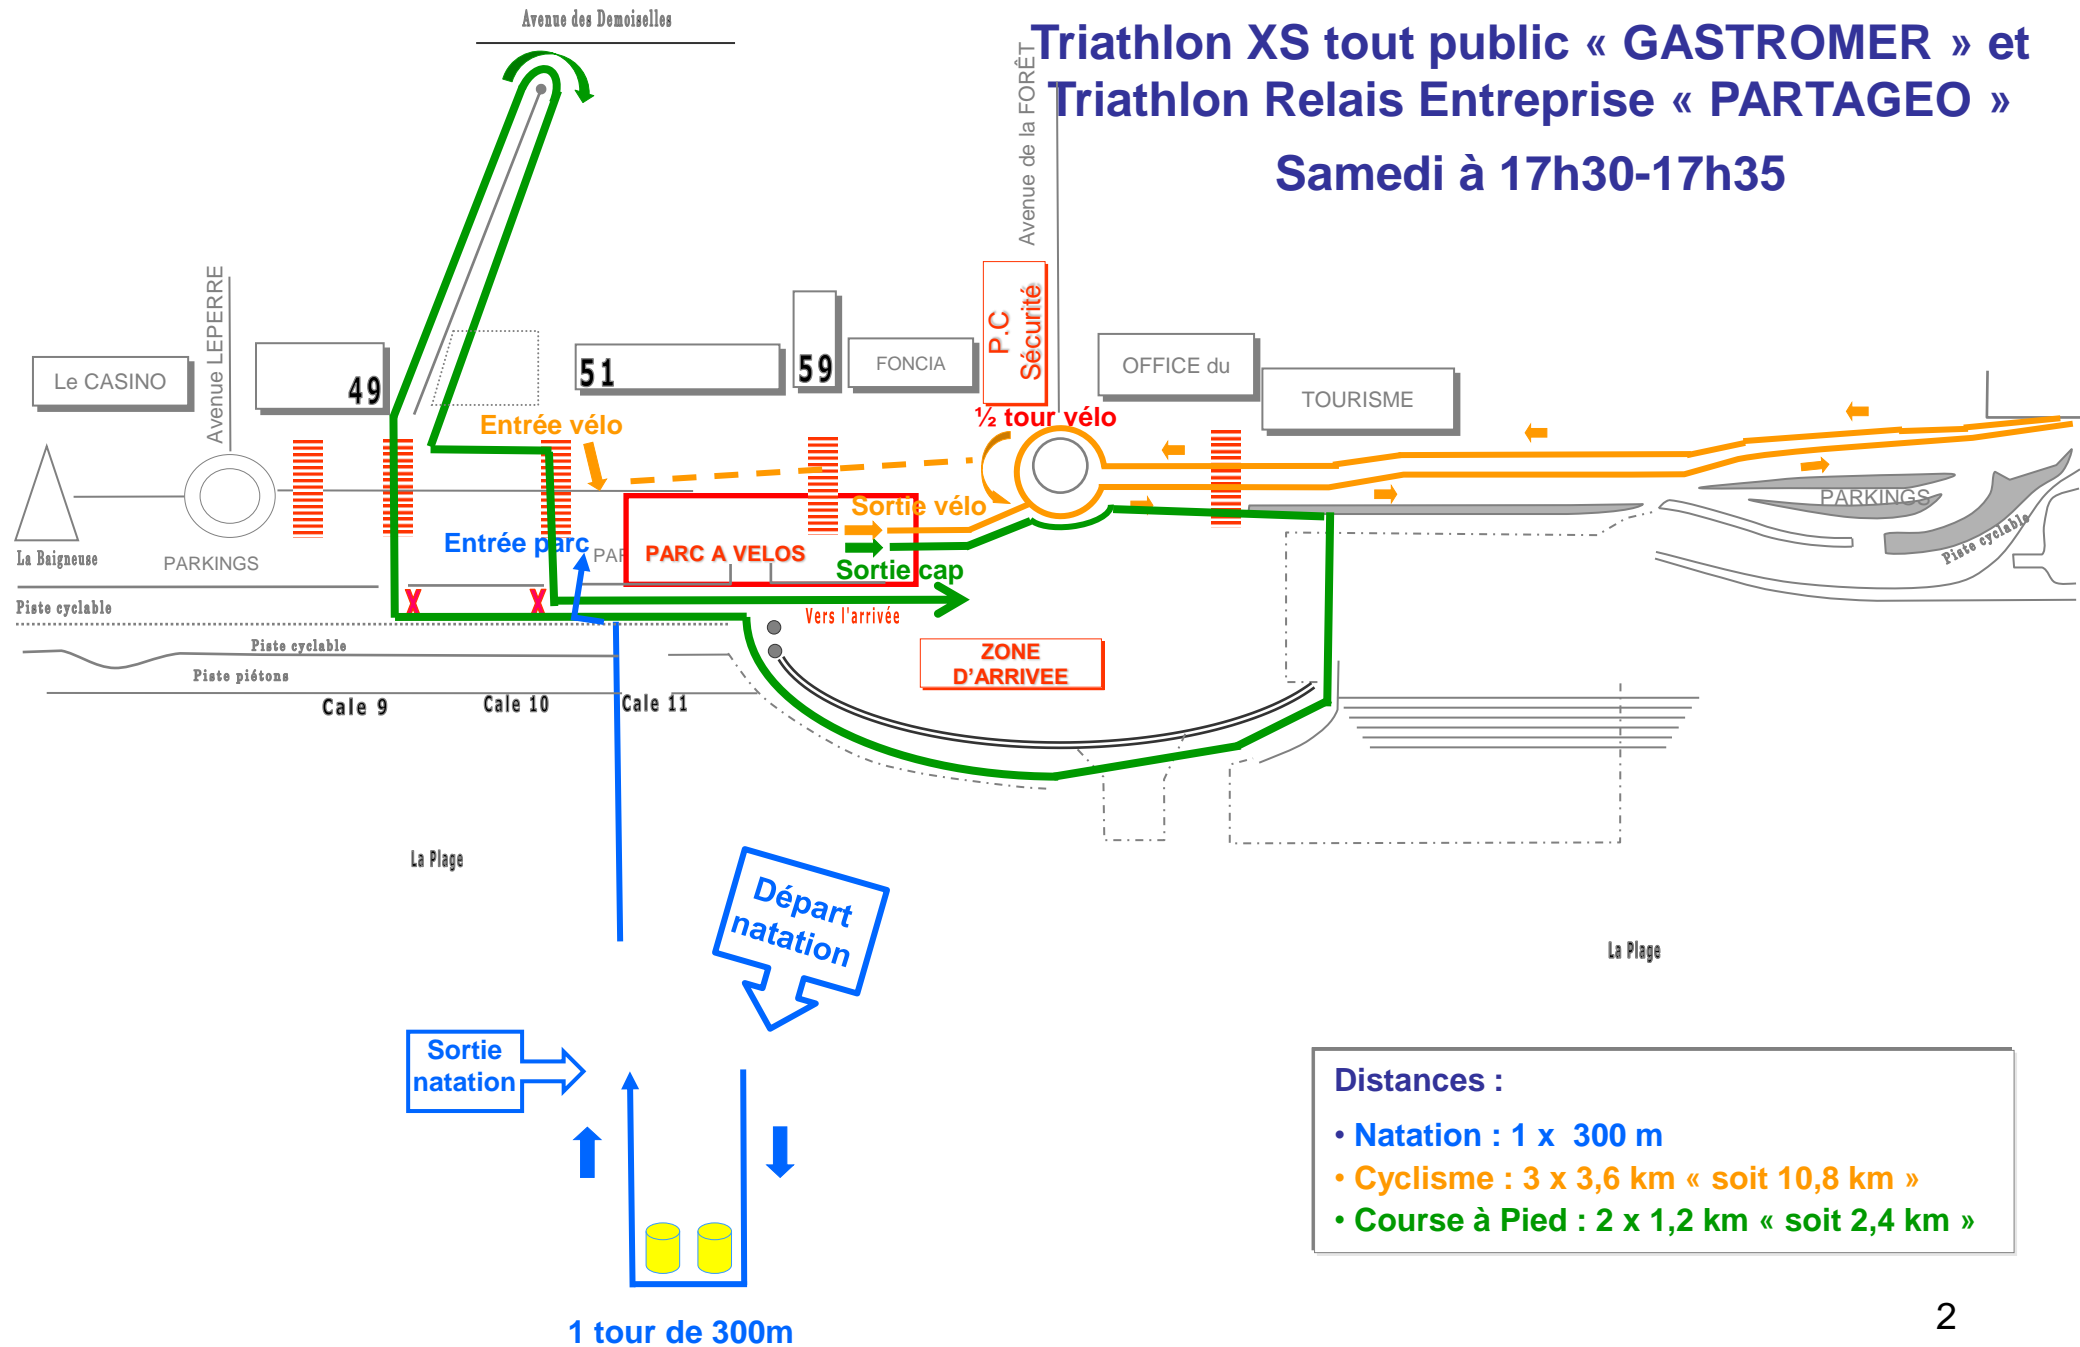 Avenue des Demoiselles
Triathlon XS tout public « GASTROMER » et
Triathlon Relais Entreprise « PARTAGEO »
Samedi à 17h30-17h35
Avenue de la FORÊT
Avenue LEPERRE
P.C
Sécurité
Le CASINO
49
51
59
FONCIA
OFFICE du
TOURISME
½ tour vélo
Entrée vélo
Sortie vélo
PARKINGS
Piste cyclable
La Baigneuse
PARKINGS
Entrée parc
PAR
PARC A VELOS
Sortie cap
X
X
Piste cyclable
Vers l'arrivée
Piste cyclable
Piste piétons
ZONE
D'ARRIVEE
Cale 9
Cale 10
Cale 11
La Plage
Départ
natation
La Plage
Sortie
natation
Distances :
• Natation : 1 x  300 m
• Cyclisme : 3 x 3,6 km « soit 10,8 km »
• Course à Pied : 2 x 1,2 km « soit 2,4 km »
1 tour de 300m
2